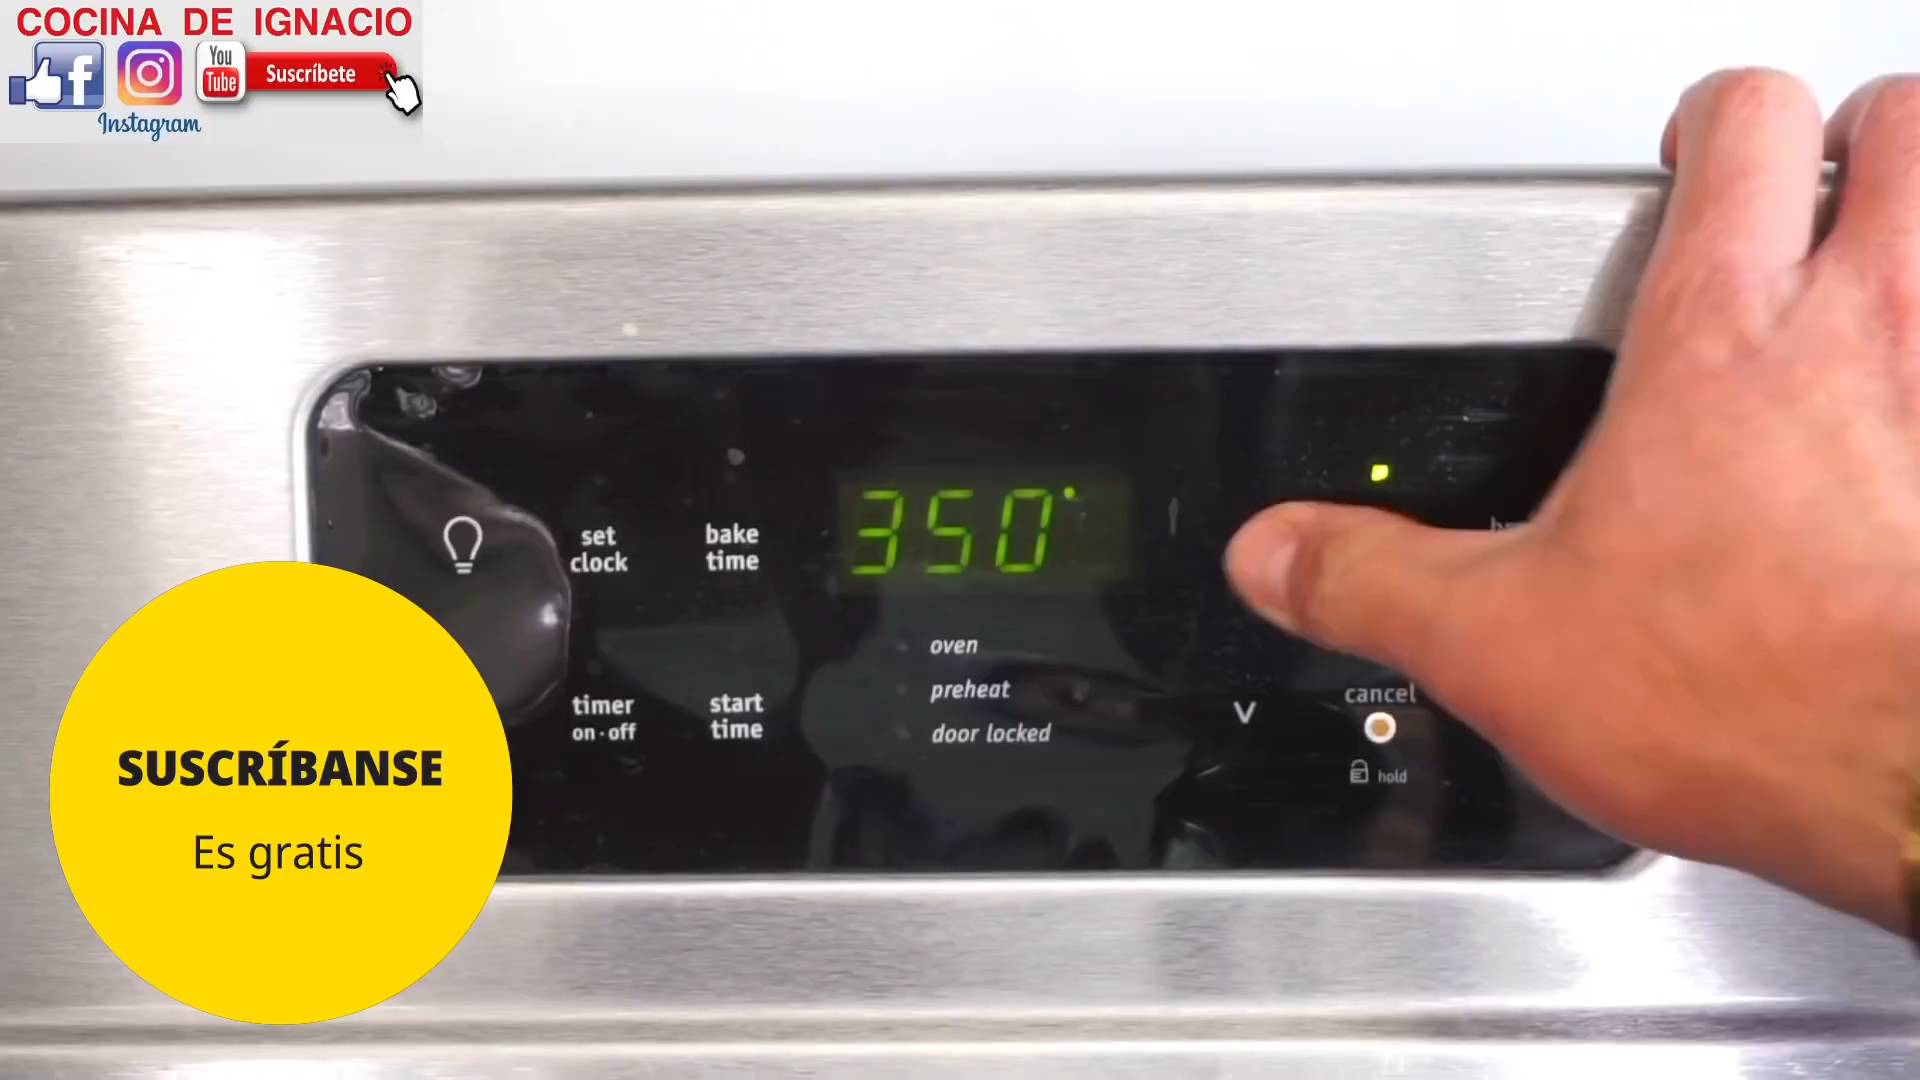 COCINA DE IGNACIO
f
You
Tube
Suscríbete
Instagram
350°
set
clock
bake
time
oven
preheat
door locked
timer
on·off
start
time
V
cancel
hold
SUSCRÍBANSE
Es gratis